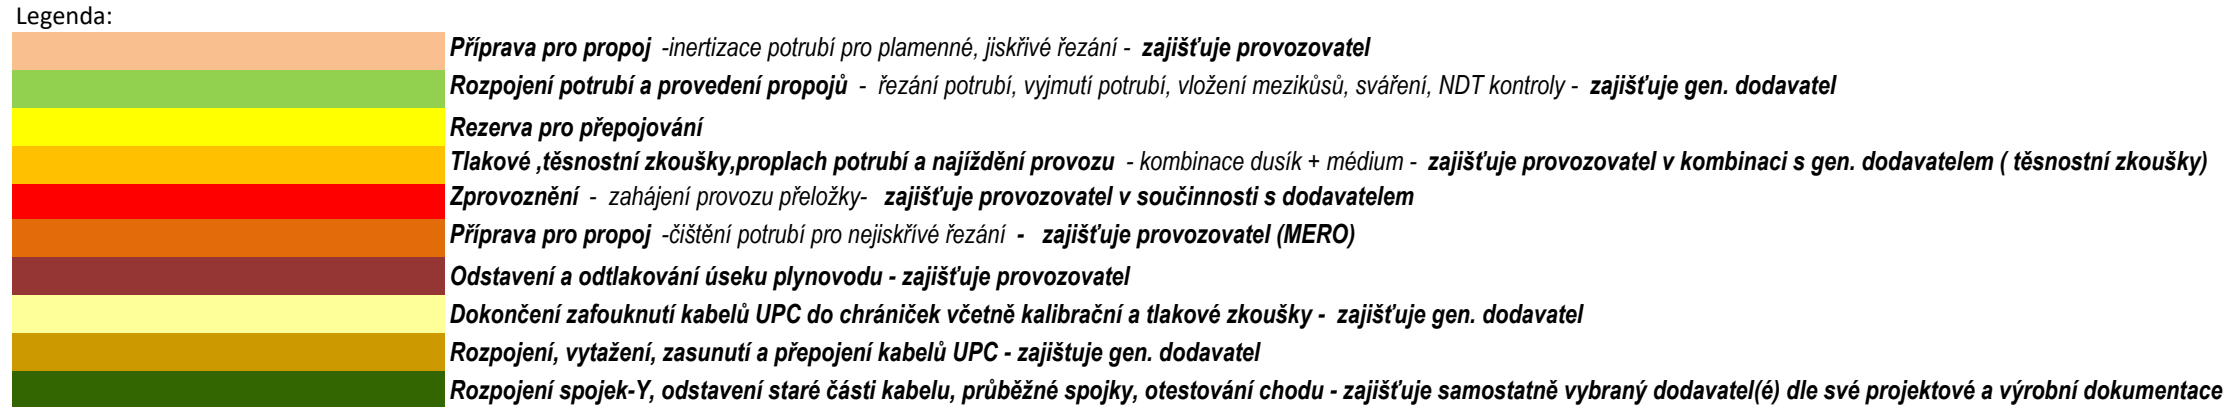 Legenda:
Příprava pro propoj -inertizace potrubí pro plamenné, jiskřivé řezání - zajišťuje provozovatel
Rozpojení potrubí a provedení propojů - řezání potrubí, vyjmutí potrubí, vložení mezikůsů, sváření, NDT kontroly - zajišťuje gen. dodavatel
Rezerva pro přepojování
Tlakové ,těsnostní zkoušky,proplach potrubí a najíždění provozu - kombinace dusík + médium - zajišťuje provozovatel v kombinaci s gen. dodavatelem ( těsnostní zkoušky)
Zprovoznění - zahájení provozu přeložky- zajišťuje provozovatel v součinnosti s dodavatelem
Příprava pro propoj -čištění potrubí pro nejiskřívé řezání - zajišťuje provozovatel (MERO)
Odstavení a odtlakování úseku plynovodu - zajišťuje provozovatel
Dokončení zafouknutí kabelů UPC do chrániček včetně kalibrační a tlakové zkoušky - zajišťuje gen. dodavatel
Rozpojení, vytažení, zasunutí a přepojení kabelů UPC - zajištuje gen. dodavatel
Rozpojení spojek-Y, odstavení staré části kabelu, průběžné spojky, otestování chodu - zajišťuje samostatně vybraný dodavatel(é) dle své projektové a výrobní dokumentace